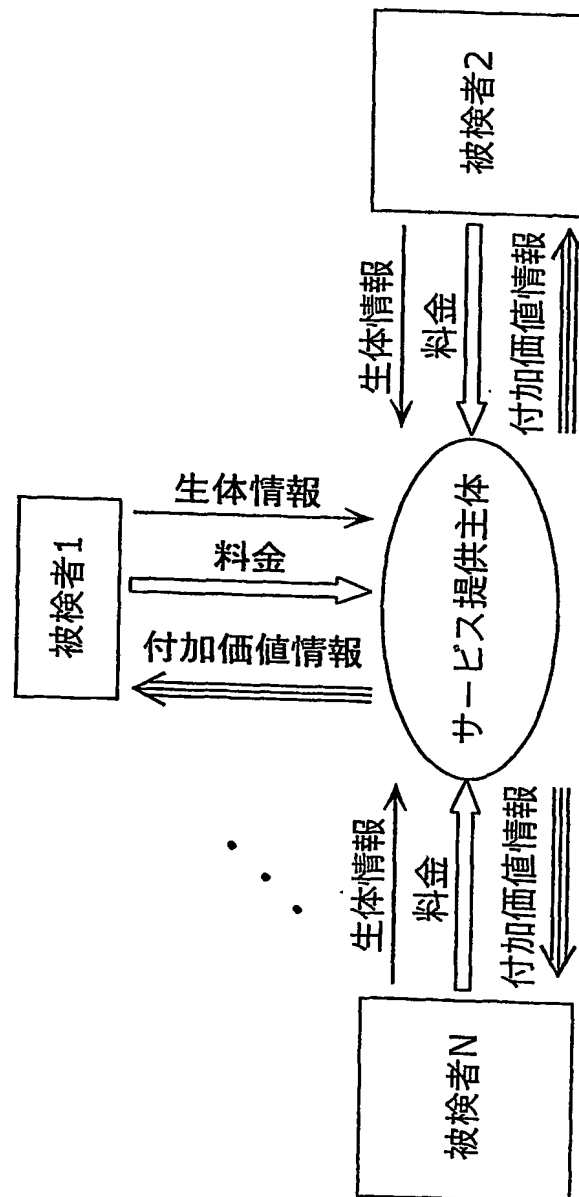 被検者1
生体情報
料金
付加価値情報
被検者2
生体情報
料金
付加価値情報
サービス提供主体
被検者N
生体情報
料金
付加価値情報